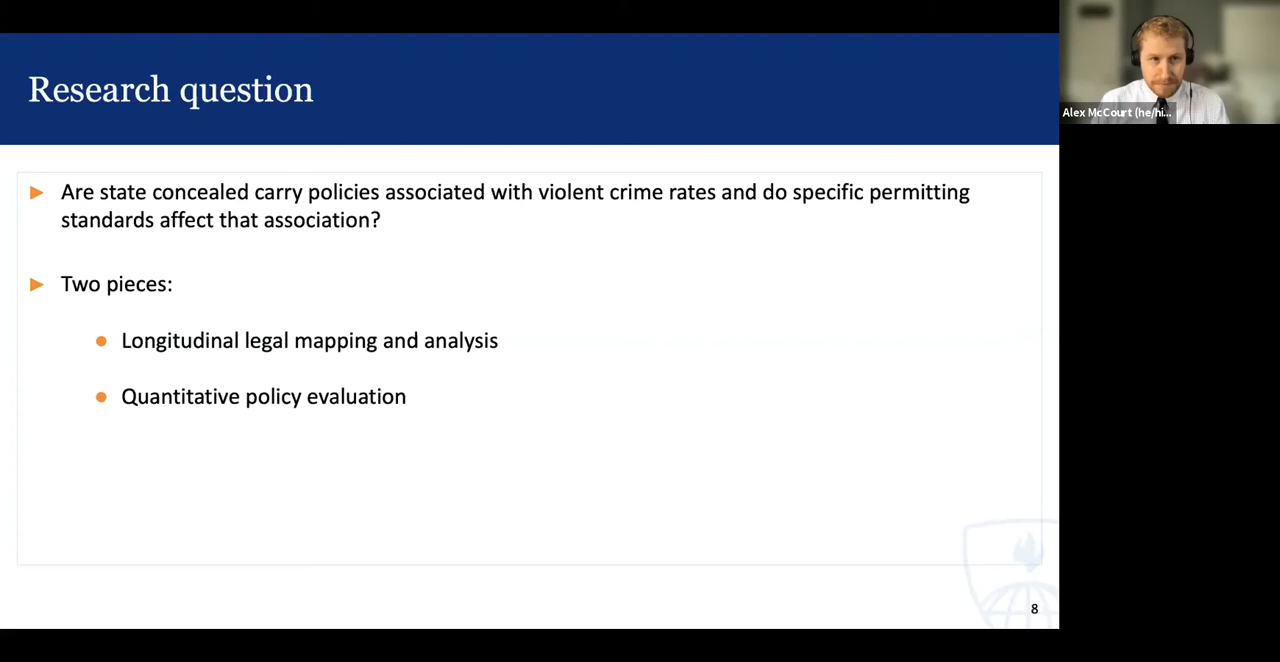 Research question
Are state concealed carry policies associated with violent crime rates and do specific permitting
standards affect that association?
Two pieces:
Longitudinal legal mapping and analysis
Quantitative policy evaluation
8
Alex McCourt (he/hi...